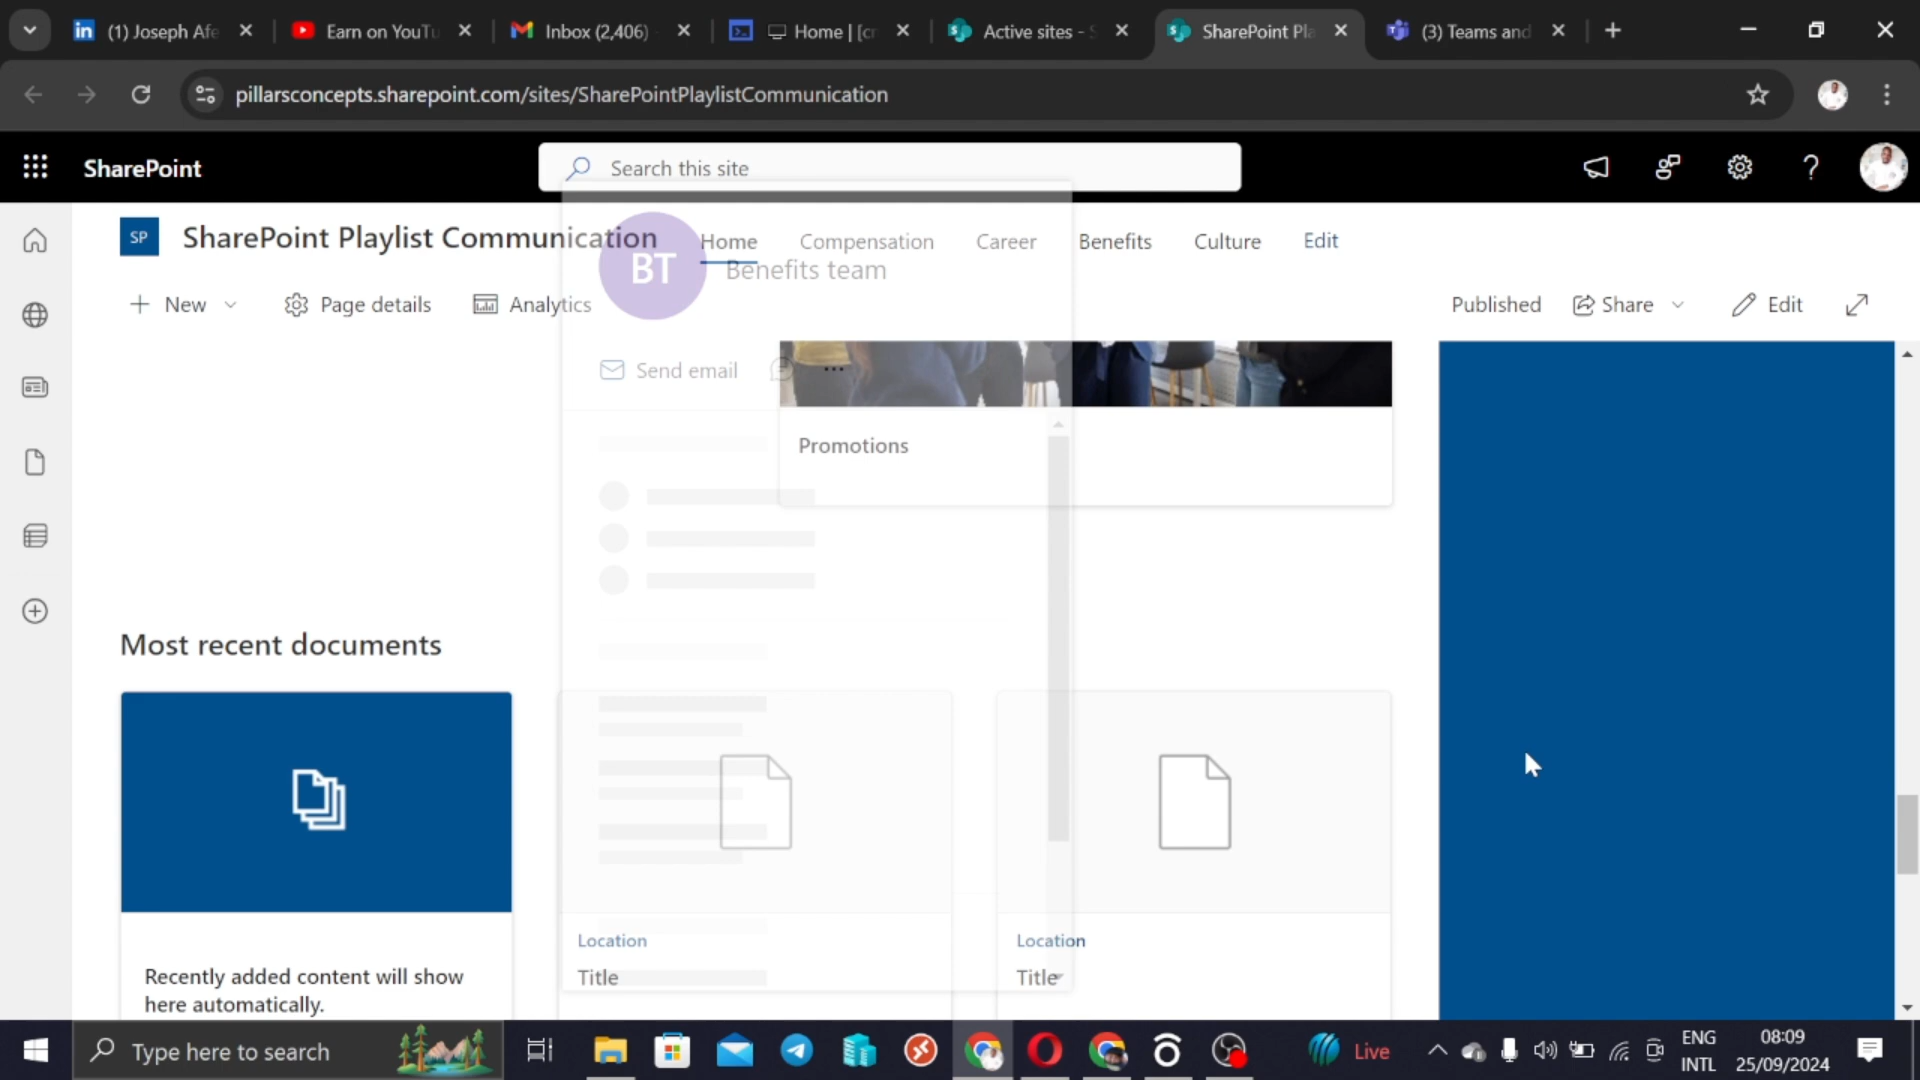 (1) Joseph Afe
Earn on YouTu
Inbox (2,406)
Home | [cr
Active sites - S
SharePoint Pla
(3) Teams and
pillarsconcepts.sharepoint.com/sites/SharePointPlaylistCommunication
SharePoint
Search this site
SP
SharePoint Playlist Communication
Home
Compensation
Career
Benefits
Culture
Edit
BT
Benefits team
New
Page details
Analytics
Published
Share
Edit
Send email
Promotions
Most recent documents
Recently added content will show
here automatically.
Location
Title
Location
Title
Type here to search
Live
ENG
INTL
08:09
25/09/2024